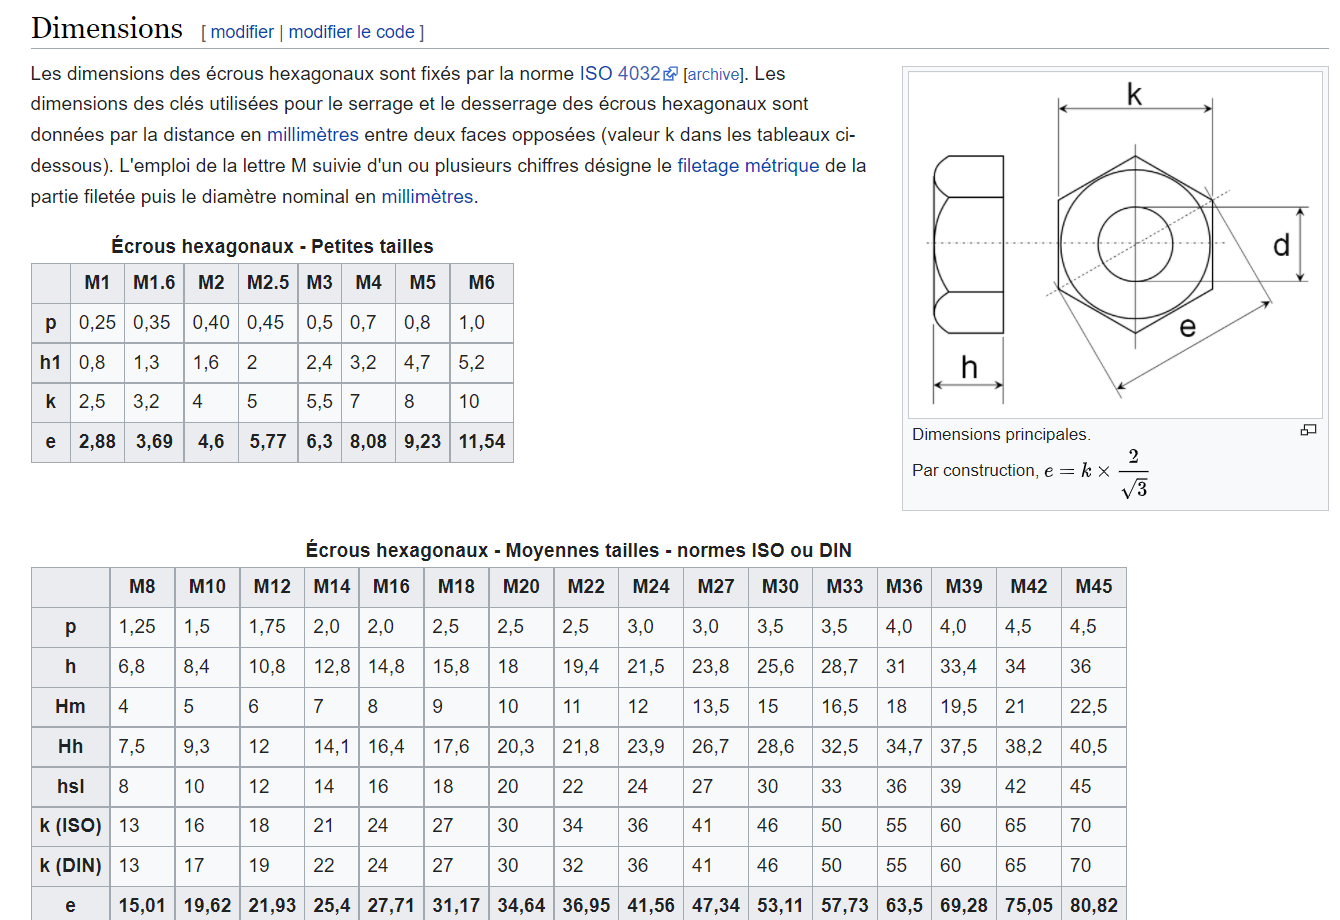 Dimensions [ modifier | modifier le code ]
Les dimensions des écrous hexagonaux sont fixés par la norme ISO 4032 [archive]. Les
dimensions des clés utilisées pour le serrage et le desserrage des écrous hexagonaux sont
données par la distance en millimètres entre deux faces opposées (valeur k dans les tableaux ci-
dessous). L'emploi de la lettre M suivie d'un ou plusieurs chiffres désigne le filetage métrique de la
partie filetée puis le diamètre nominal en millimètres.
Écrous hexagonaux - Petites tailles
M1 M1.6 M2 M2.5 M3 M4 M5 M6
p 0,25 0,35 0,40 0,45 0,5 0,7 0,8 1,0
h1 0,8 1,3 1,6 2 2,4 3,2 4,7 5,2
k 2,5 3,2 4 5 5,5 7 8 10
e 2,88 3,69 4,6 5,77 6,3 8,08 9,23 11,54
k
d
e
h
Dimensions principales.
Par construction, e = k × 2/√3
Écrous hexagonaux - Moyennes tailles - normes ISO ou DIN
M8 M10 M12 M14 M16 M18 M20 M22 M24 M27 M30 M33 M36 M39 M42 M45
p 1,25 1,5 1,75 2,0 2,0 2,5 2,5 2,5 3,0 3,0 3,5 3,5 4,0 4,0 4,5 4,5
h 6,8 8,4 10,8 12,8 14,8 15,8 18 19,4 21,5 23,8 25,6 28,7 31 33,4 34 36
Hm 4 5 6 7 8 9 10 11 12 13,5 15 16,5 18 19,5 21 22,5
Hh 7,5 9,3 12 14,1 16,4 17,6 20,3 21,8 23,9 26,7 28,6 32,5 34,7 37,5 38,2 40,5
hsl 8 10 12 14 16 18 20 22 24 27 30 33 36 39 42 45
k (ISO) 13 16 18 21 24 27 30 34 36 41 46 50 55 60 65 70
k (DIN) 13 17 19 22 24 27 30 32 36 41 46 50 55 60 65 70
e 15,01 19,62 21,93 25,4 27,71 31,17 34,64 36,95 41,56 47,34 53,11 57,73 63,5 69,28 75,05 80,82